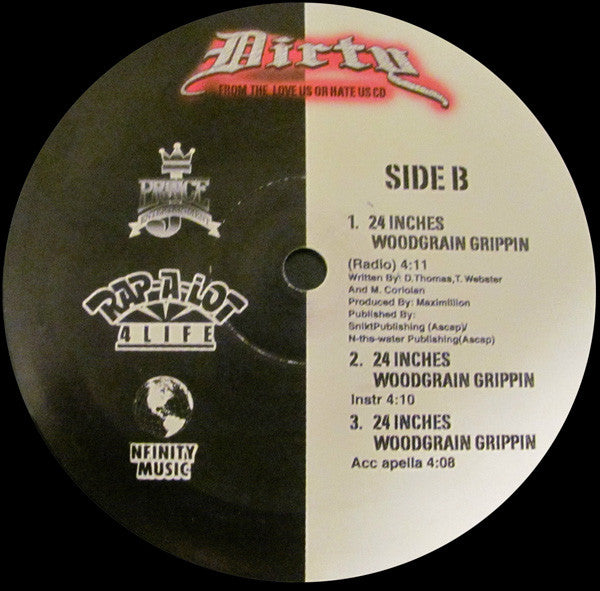 Dirty
FROM THE LOVE US OR HATE US CD
PRINCE
RAP-A-LOT
4 LIFE
NFINITY
MUSIC
SIDE B
1. 24 INCHES
WOODGRAIN GRIPPIN
(Radio) 4:11
Written By: D.Thomas,T. Webster
And M. Coriolan
Produced By: Maximillion
Published By:
SniktPublishing (Ascap)/
N-tha-water Publishing(Ascap)
2. 24 INCHES
WOODGRAIN GRIPPIN
Instr 4:10
3. 24 INCHES
WOODGRAIN GRIPPIN
Acc apella 4:08